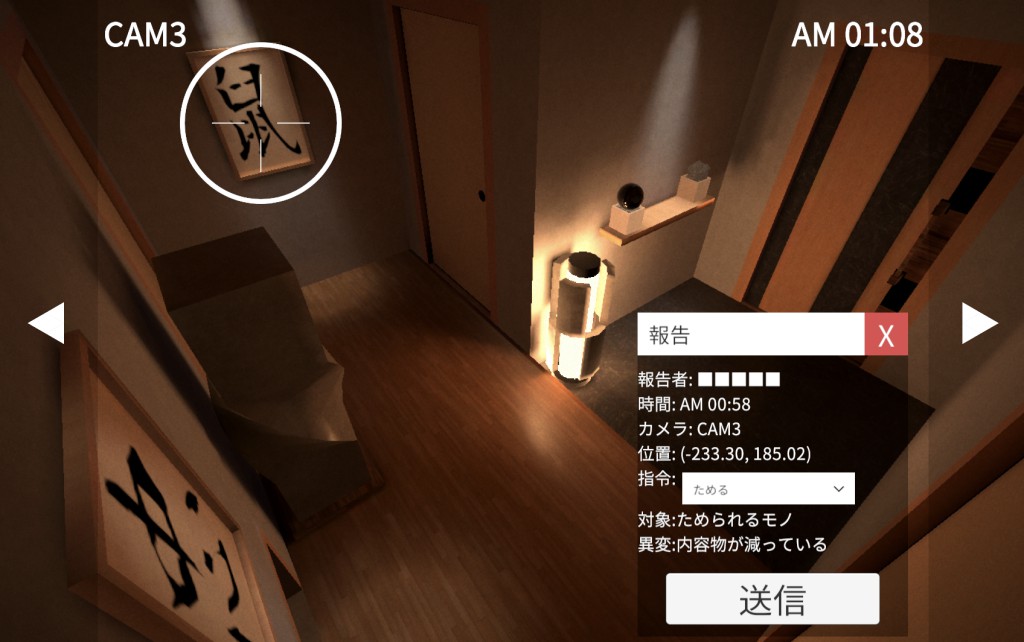 CAM3
AM 01:08
鼠
報告
X
報告者: ■■■■■
時間: AM 00:58
カメラ: CAM3
位置: (-233.30, 185.02)
指令: ためる
対象:ためられるモノ
異変:内容物が減っている
送信